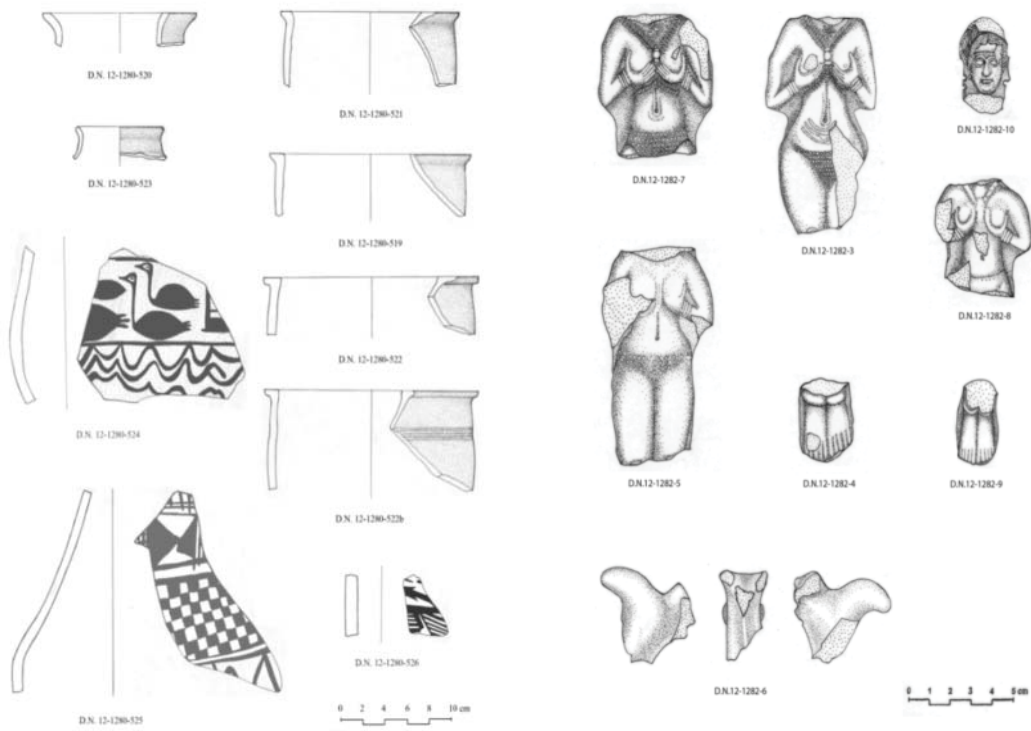 D.N. 12-1280-520
D.N. 12-1280-521
D.N. 12-1280-523
D.N. 12-1280-519
D.N. 12-1280-522
D.N. 12-1280-524
D.N. 12-1280-522b
D.N. 12-1280-526
D.N. 12-1280-525
0 2 4 6 8 10 cm
D.N.12-1282-7
D.N.12-1282-3
D.N.12-1282-10
D.N.12-1282-8
D.N.12-1282-5
D.N.12-1282-4
D.N.12-1282-9
D.N.12-1282-6
0 1 2 3 4 5 cm